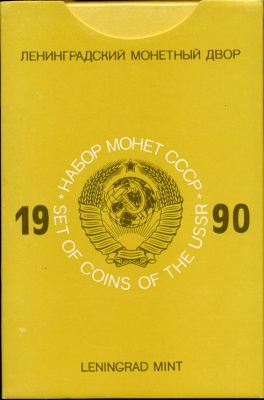 ЛЕНИНГРАДСКИЙ МОНЕТНЫЙ ДВОР
* НАБОР МОНЕТ СССР *
19 90
SET OF COINS OF THE USSR
LENINGRAD MINT